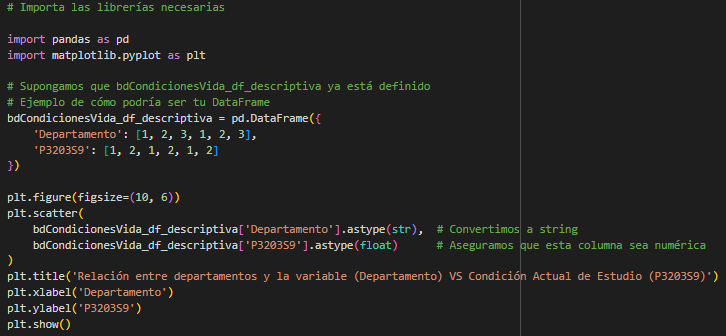 # Importa las librerías necesarias
import pandas as pd
import matplotlib.pyplot as plt
# Supongamos que bdCondicionesVida_df_descriptiva ya está definido
# Ejemplo de cómo podría ser tu DataFrame
bdCondicionesVida_df_descriptiva = pd.DataFrame({
    'Departamento': [1, 2, 3, 1, 2, 3],
    'P3203S9': [1, 2, 1, 2, 1, 2]
})
plt.figure(figsize=(10, 6))
plt.scatter(
    bdCondicionesVida_df_descriptiva['Departamento'].astype(str),  # Convertimos a string
    bdCondicionesVida_df_descriptiva['P3203S9'].astype(float)      # Aseguramos que esta columna sea numérica
)
plt.title('Relación entre departamentos y la variable (Departamento) VS Condición Actual de Estudio (P3203S9)')
plt.xlabel('Departamento')
plt.ylabel('P3203S9')
plt.show()